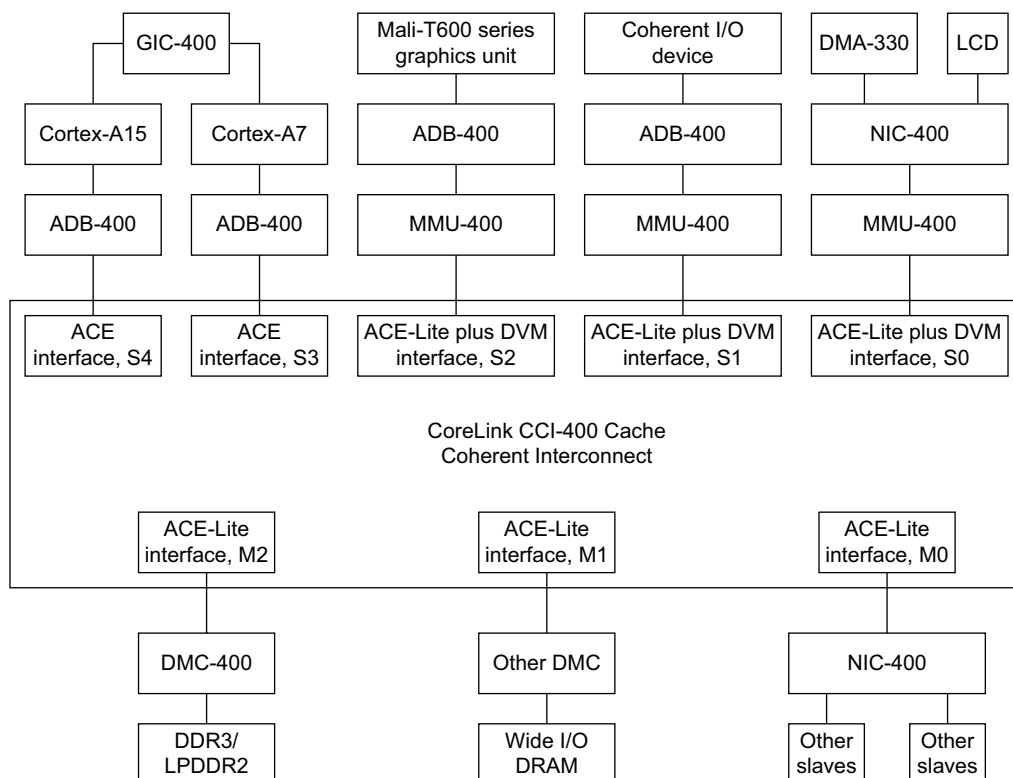 GIC-400
Mali-T600 series
graphics unit
Coherent I/O
device
DMA-330
LCD
Cortex-A15
Cortex-A7
ADB-400
ADB-400
NIC-400
ADB-400
ADB-400
MMU-400
MMU-400
MMU-400
ACE
interface, S4
ACE
interface, S3
ACE-Lite plus DVM
interface, S2
ACE-Lite plus DVM
interface, S1
ACE-Lite plus DVM
interface, S0
CoreLink CCI-400 Cache
Coherent Interconnect
ACE-Lite
interface, M2
ACE-Lite
interface, M1
ACE-Lite
interface, M0
DMC-400
Other DMC
NIC-400
DDR3/
LPDDR2
Wide I/O
DRAM
Other
slaves
Other
slaves